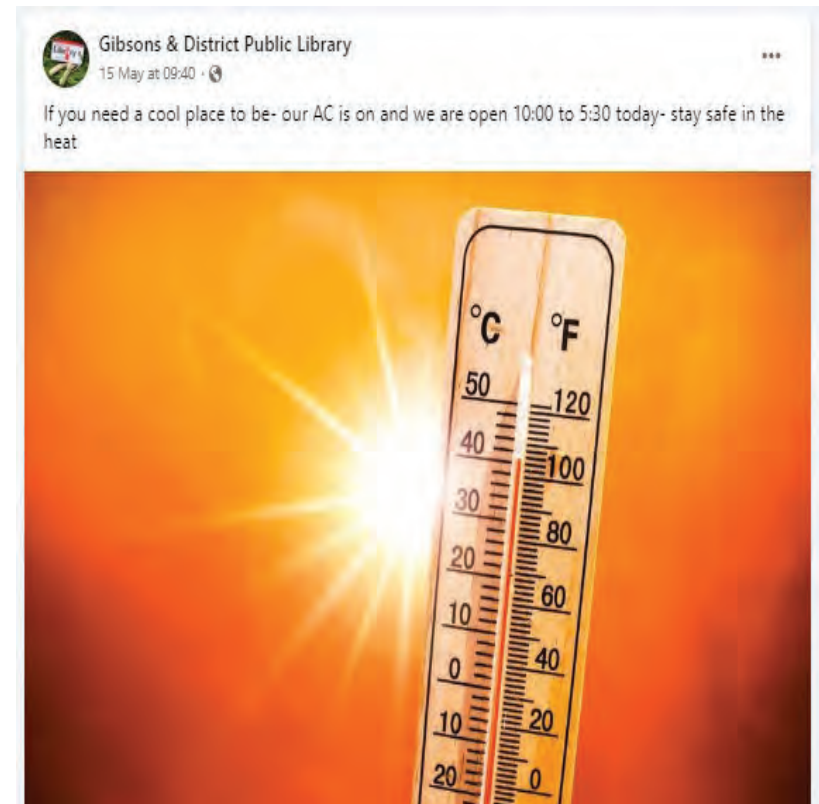 Gibsons & District Public Library
15 May at 09:40 ·
If you need a cool place to be- our AC is on and we are open 10:00 to 5:30 today- stay safe in the
heat
°C °F
50 120
40 100
30 80
20 60
10 40
0 20
10 0
20